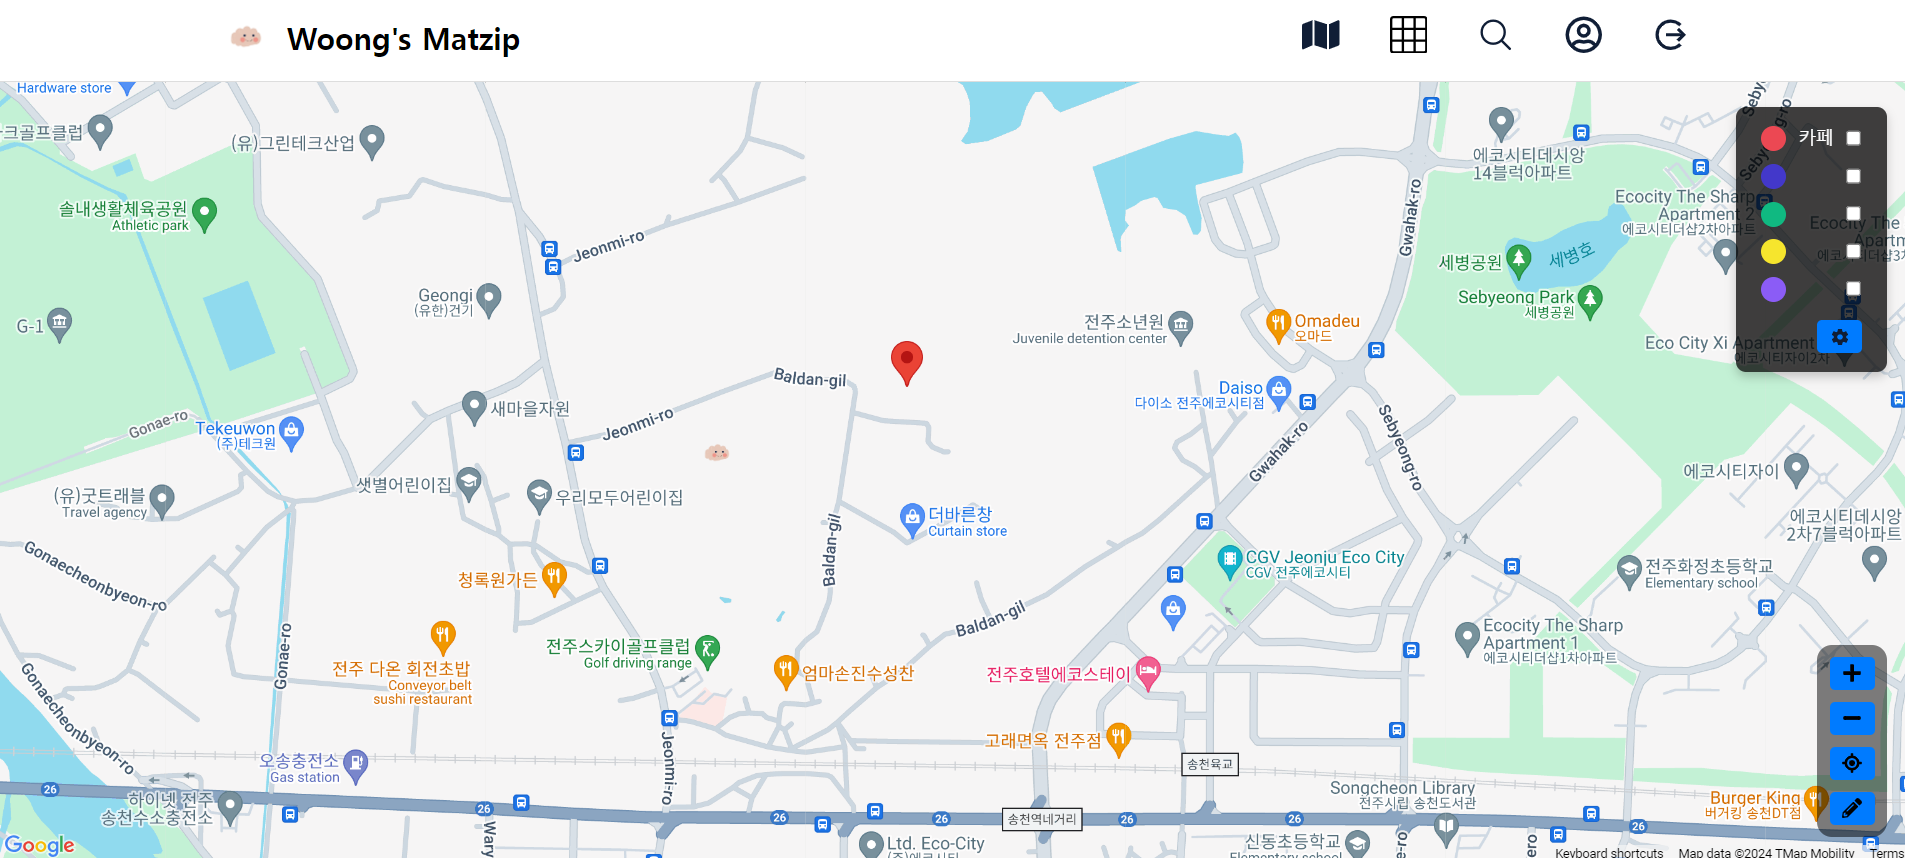 Woong's Matzip
Hardware store
크골프클럽
(유)그린테크산업
솔내생활체육공원
Athletic park
Jeonmi-ro
Geongi
(유한)건기
G-1
Gonae-ro
Tekeuwon
(주)테크원
새마을자원
Jeonmi-ro
Baldan-gil
전주소년원
Juvenile detention center
Gwahak-ro
에코시티데시앙
14블럭아파트
Omadeu
오마드
Daiso
다이소 전주에코시티점
세병공원
세병호
Sebyeong Park
세병공원
Ecocity The Sharp
Apartment 2
에코시티더샵2차아파트
카페
Eco City Xi Apartment
에코시티자이2차
(유)굿트래블
Travel agency
샛별어린이집
우리모두어린이집
더바른창
Curtain store
Baldan-gil
Gwahak-ro
Sebyeong-ro
에코시티자이
에코시티데시앙
2차7블럭아파트
CGV Jeonju Eco City
CGV 전주에코시티
전주화정초등학교
Elementary school
Gonaecheonbyeon-ro
청록원가든
Baldan-gil
전주 다온 회전초밥
Conveyor belt
sushi restaurant
전주스카이골프클럽
Golf driving range
엄마손진수성찬
전주호텔에코스테이
Ecocity The Sharp
Apartment 1
에코시티더샵1차아파트
Gonae-ro
Gonaecheonbyeon-ro
Jeonmi-ro
오송충전소
Gas station
고래면옥 전주점
송천육교
26
하이넷 전주
송천수소충전소
26
26
26
송천역네거리
26
26
26
Songcheon Library
전주시립 송천도서관
Burger King
버거킹 송천DT점
Wary
Ltd. Eco-City
신동초등학교
Elementary school
Google
Keyboard shortcuts
Map data ©2024 TMap Mobility
Terms